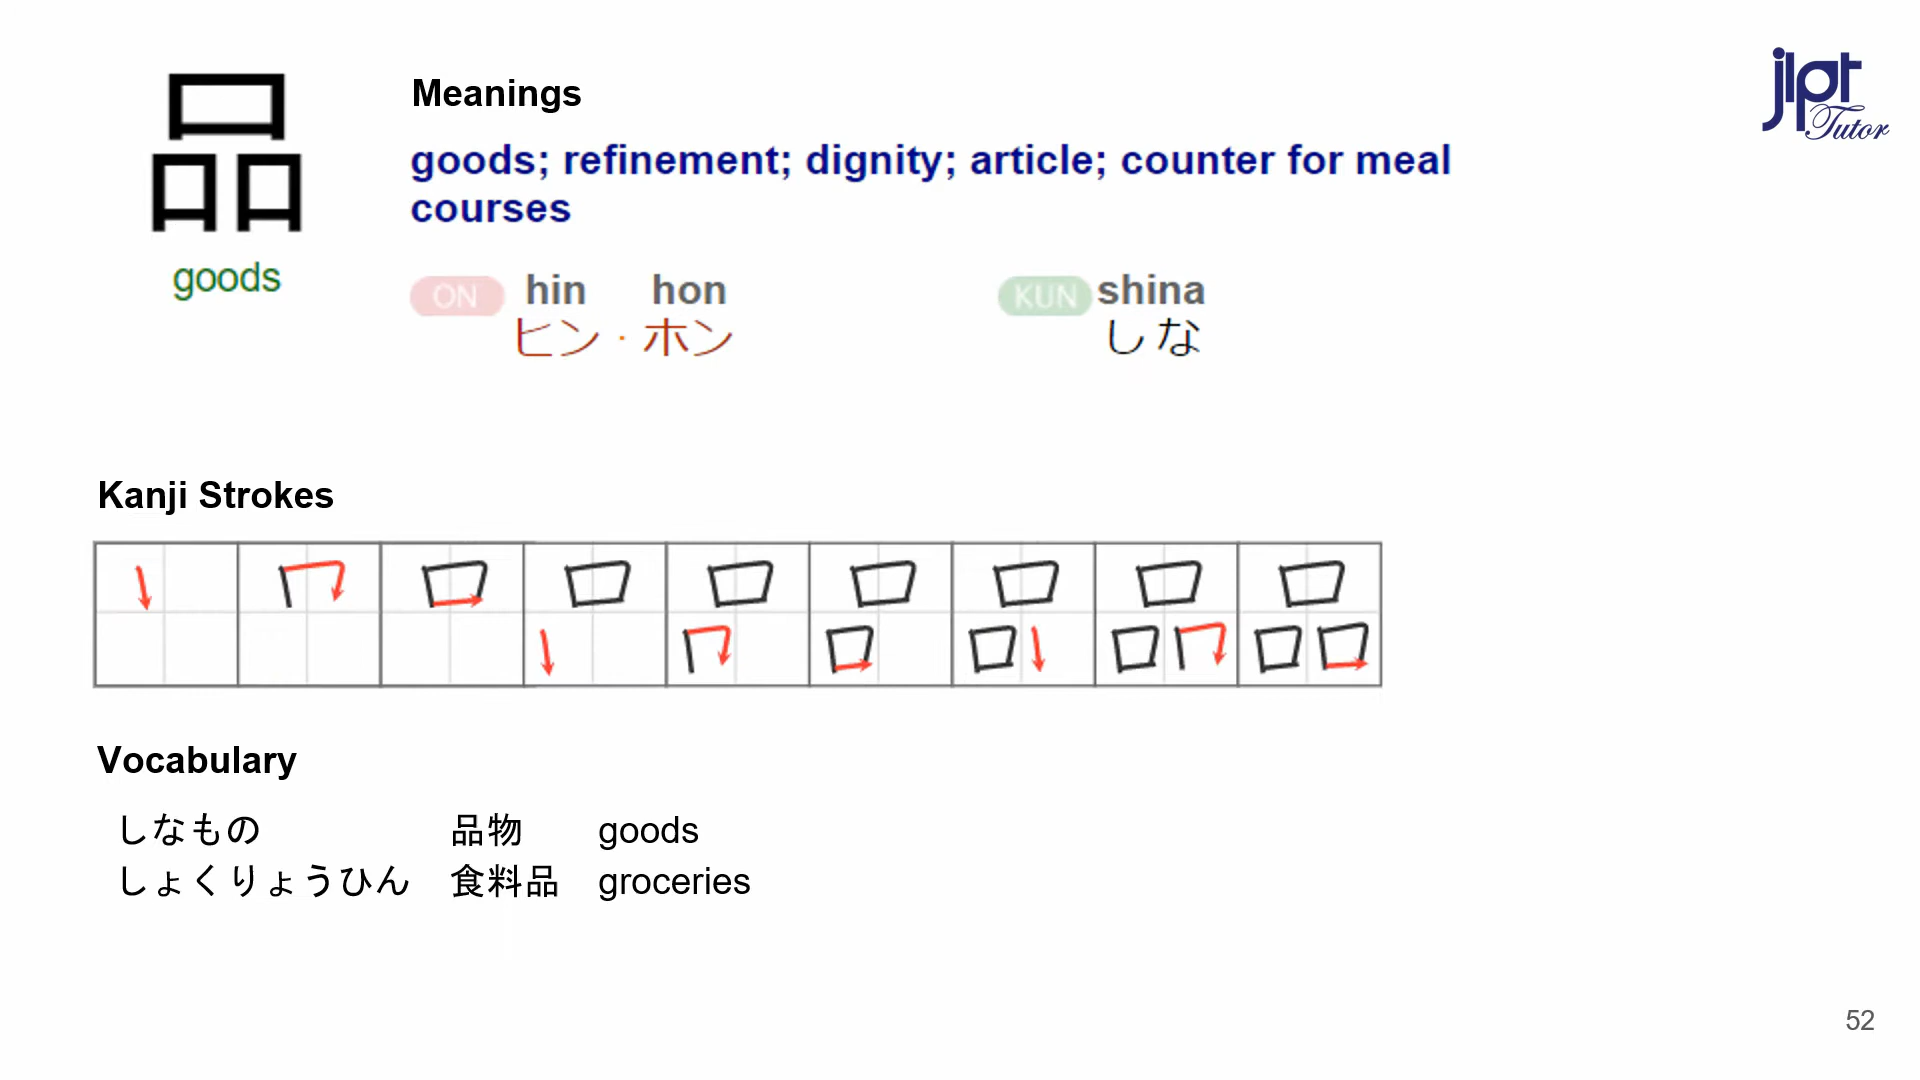 品
goods
Meanings
goods; refinement; dignity; article; counter for meal
courses
ON hin hon
ヒン・ホン
KUN shina
しな
jlpt
Tutor
Kanji Strokes
Vocabulary
しなもの 品物 goods
しょくりょうひん 食料品 groceries
52